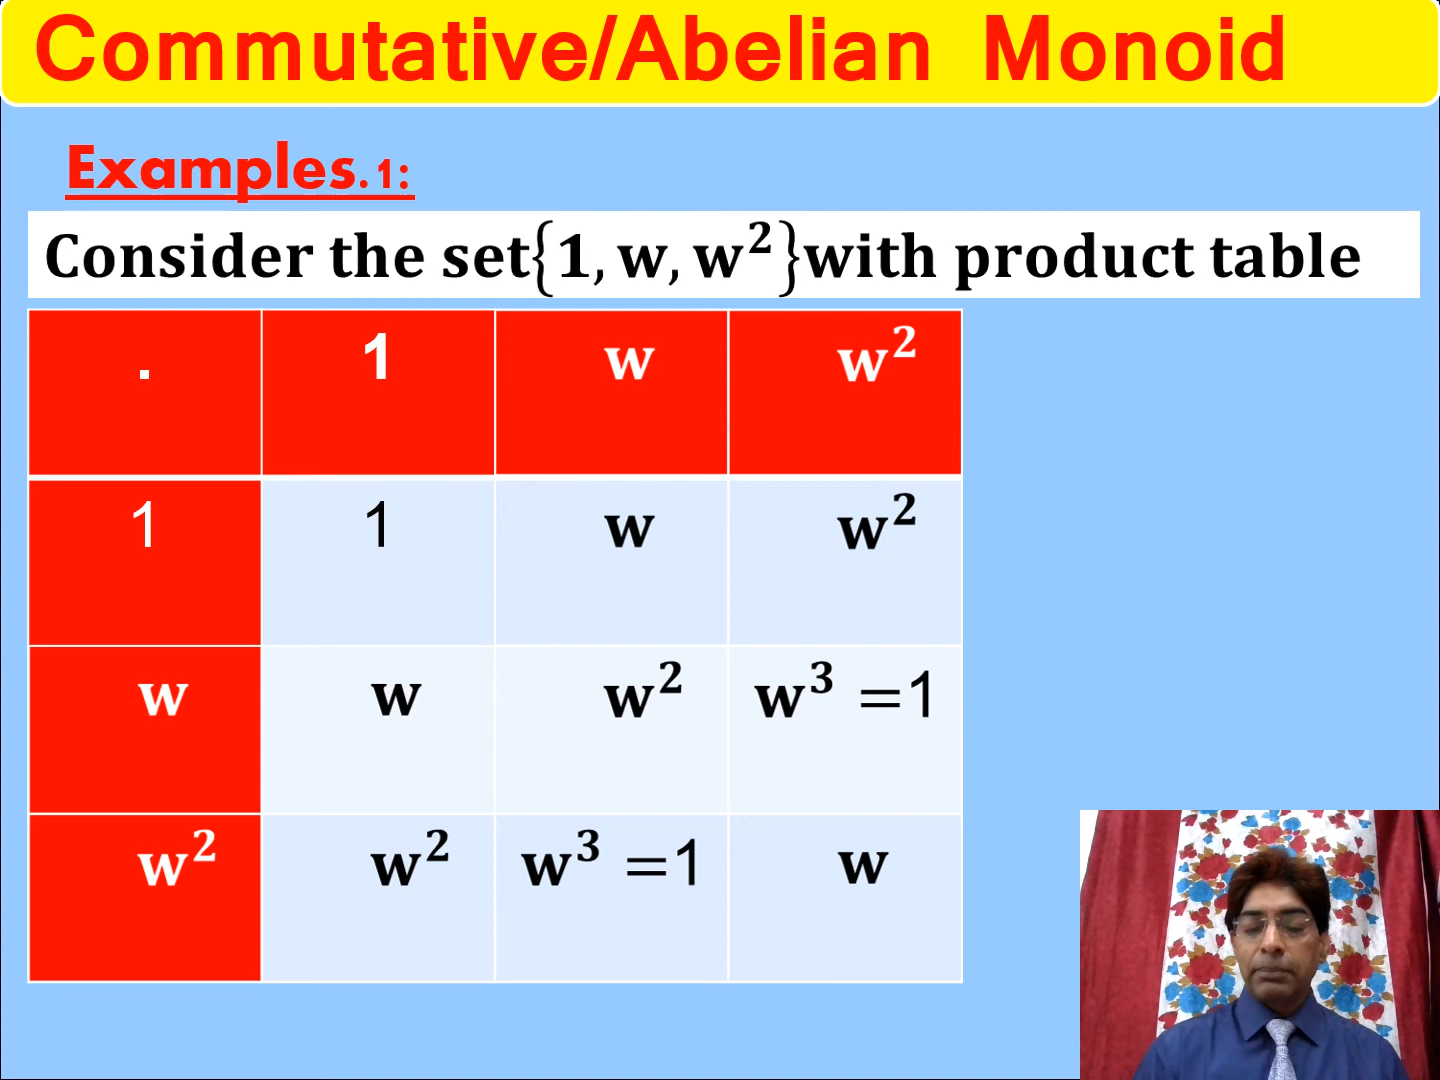 Commutative/Abelian Monoid
Examples.1:
Consider the set{1, w, w²}with product table
. 1 w w²
1 1 w w²
w w w² w³ =1
w² w² w³ =1 w